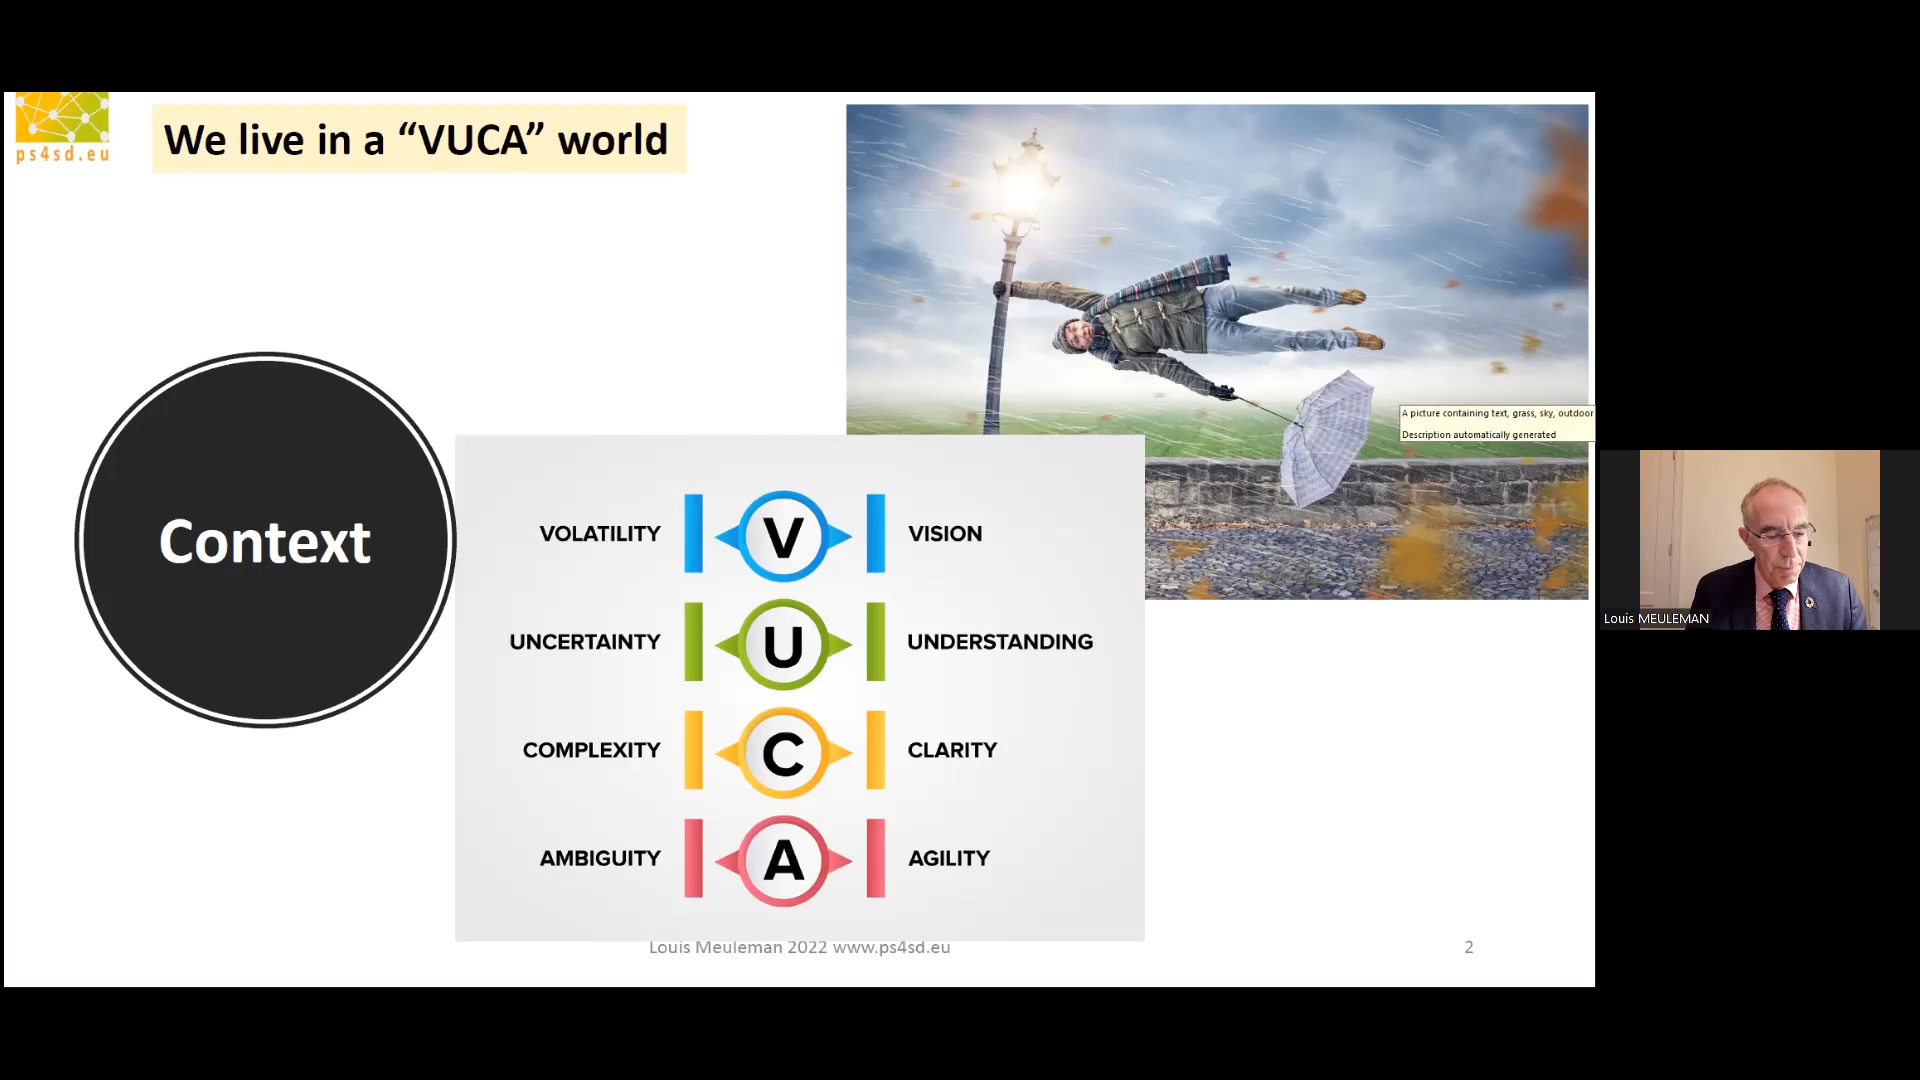 ps4sd.eu
We live in a “VUCA” world
A picture containing text, grass, sky, outdoor
Description automatically generated
Context
VOLATILITY V VISION
UNCERTAINTY U UNDERSTANDING
COMPLEXITY C CLARITY
AMBIGUITY A AGILITY
Louis Meuleman 2022 www.ps4sd.eu
2
Louis MEULEMAN